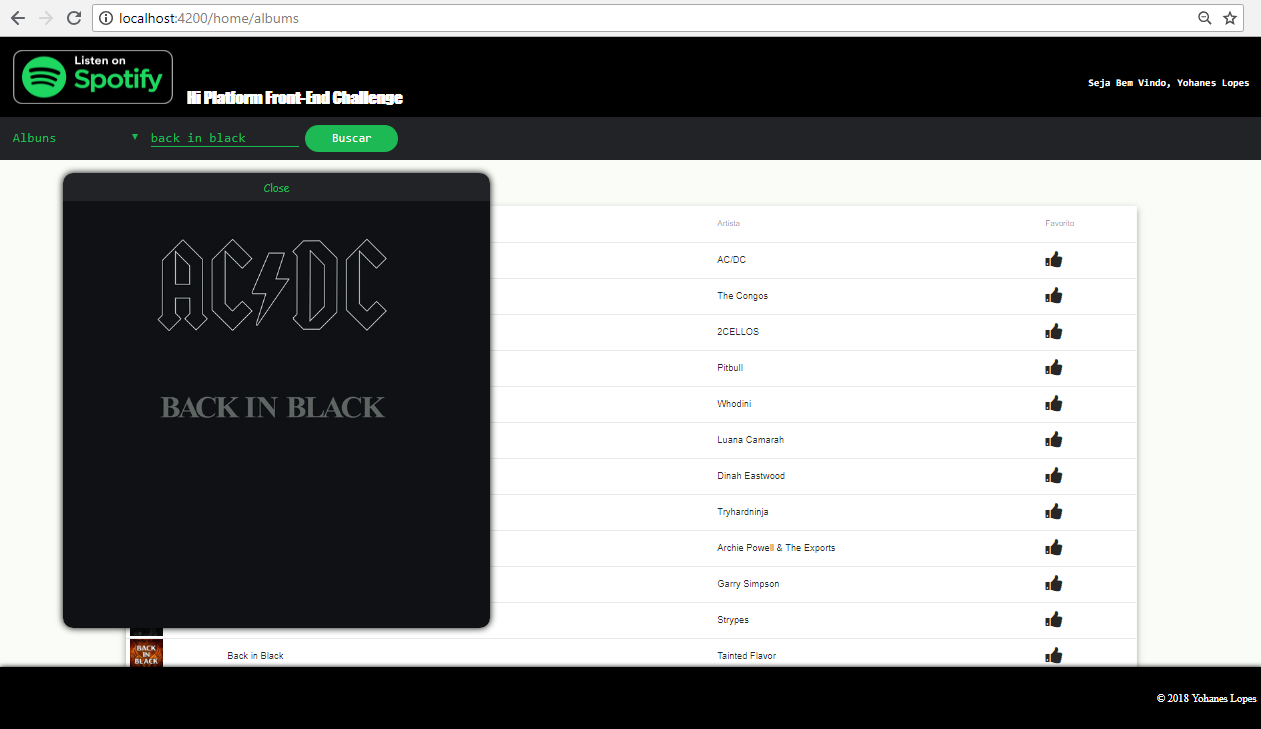 localhost:4200/home/albums
Listen on
Spotify
Hi Platform Front-End Challenge
Seja Bem Vindo, Yohanes Lopes
Albuns
back in black
Buscar
Close
AC/DC
BACK IN BLACK
Artista Favorito
AC/DC
The Congos
2CELLOS
Pitbull
Whodini
Luana Camarah
Dinah Eastwood
Tryhardninja
Archie Powell & The Exports
Garry Simpson
Strypes
BACK
IN
BLACK
Back in Black Tainted Flavor
© 2018 Yohanes Lopes